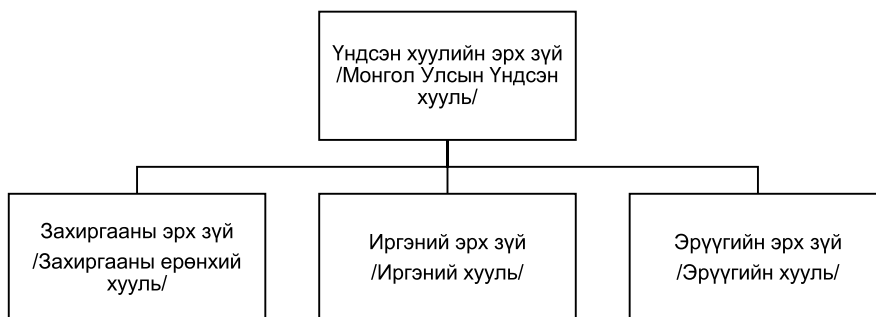 Үндсэн хуулийн эрх зүй
/Монгол Улсын Үндсэн
хууль/
Захиргааны эрх зүй
/Захиргааны ерөнхий
хууль/
Иргэний эрх зүй
/Иргэний хууль/
Эрүүгийн эрх зүй
/Эрүүгийн хууль/